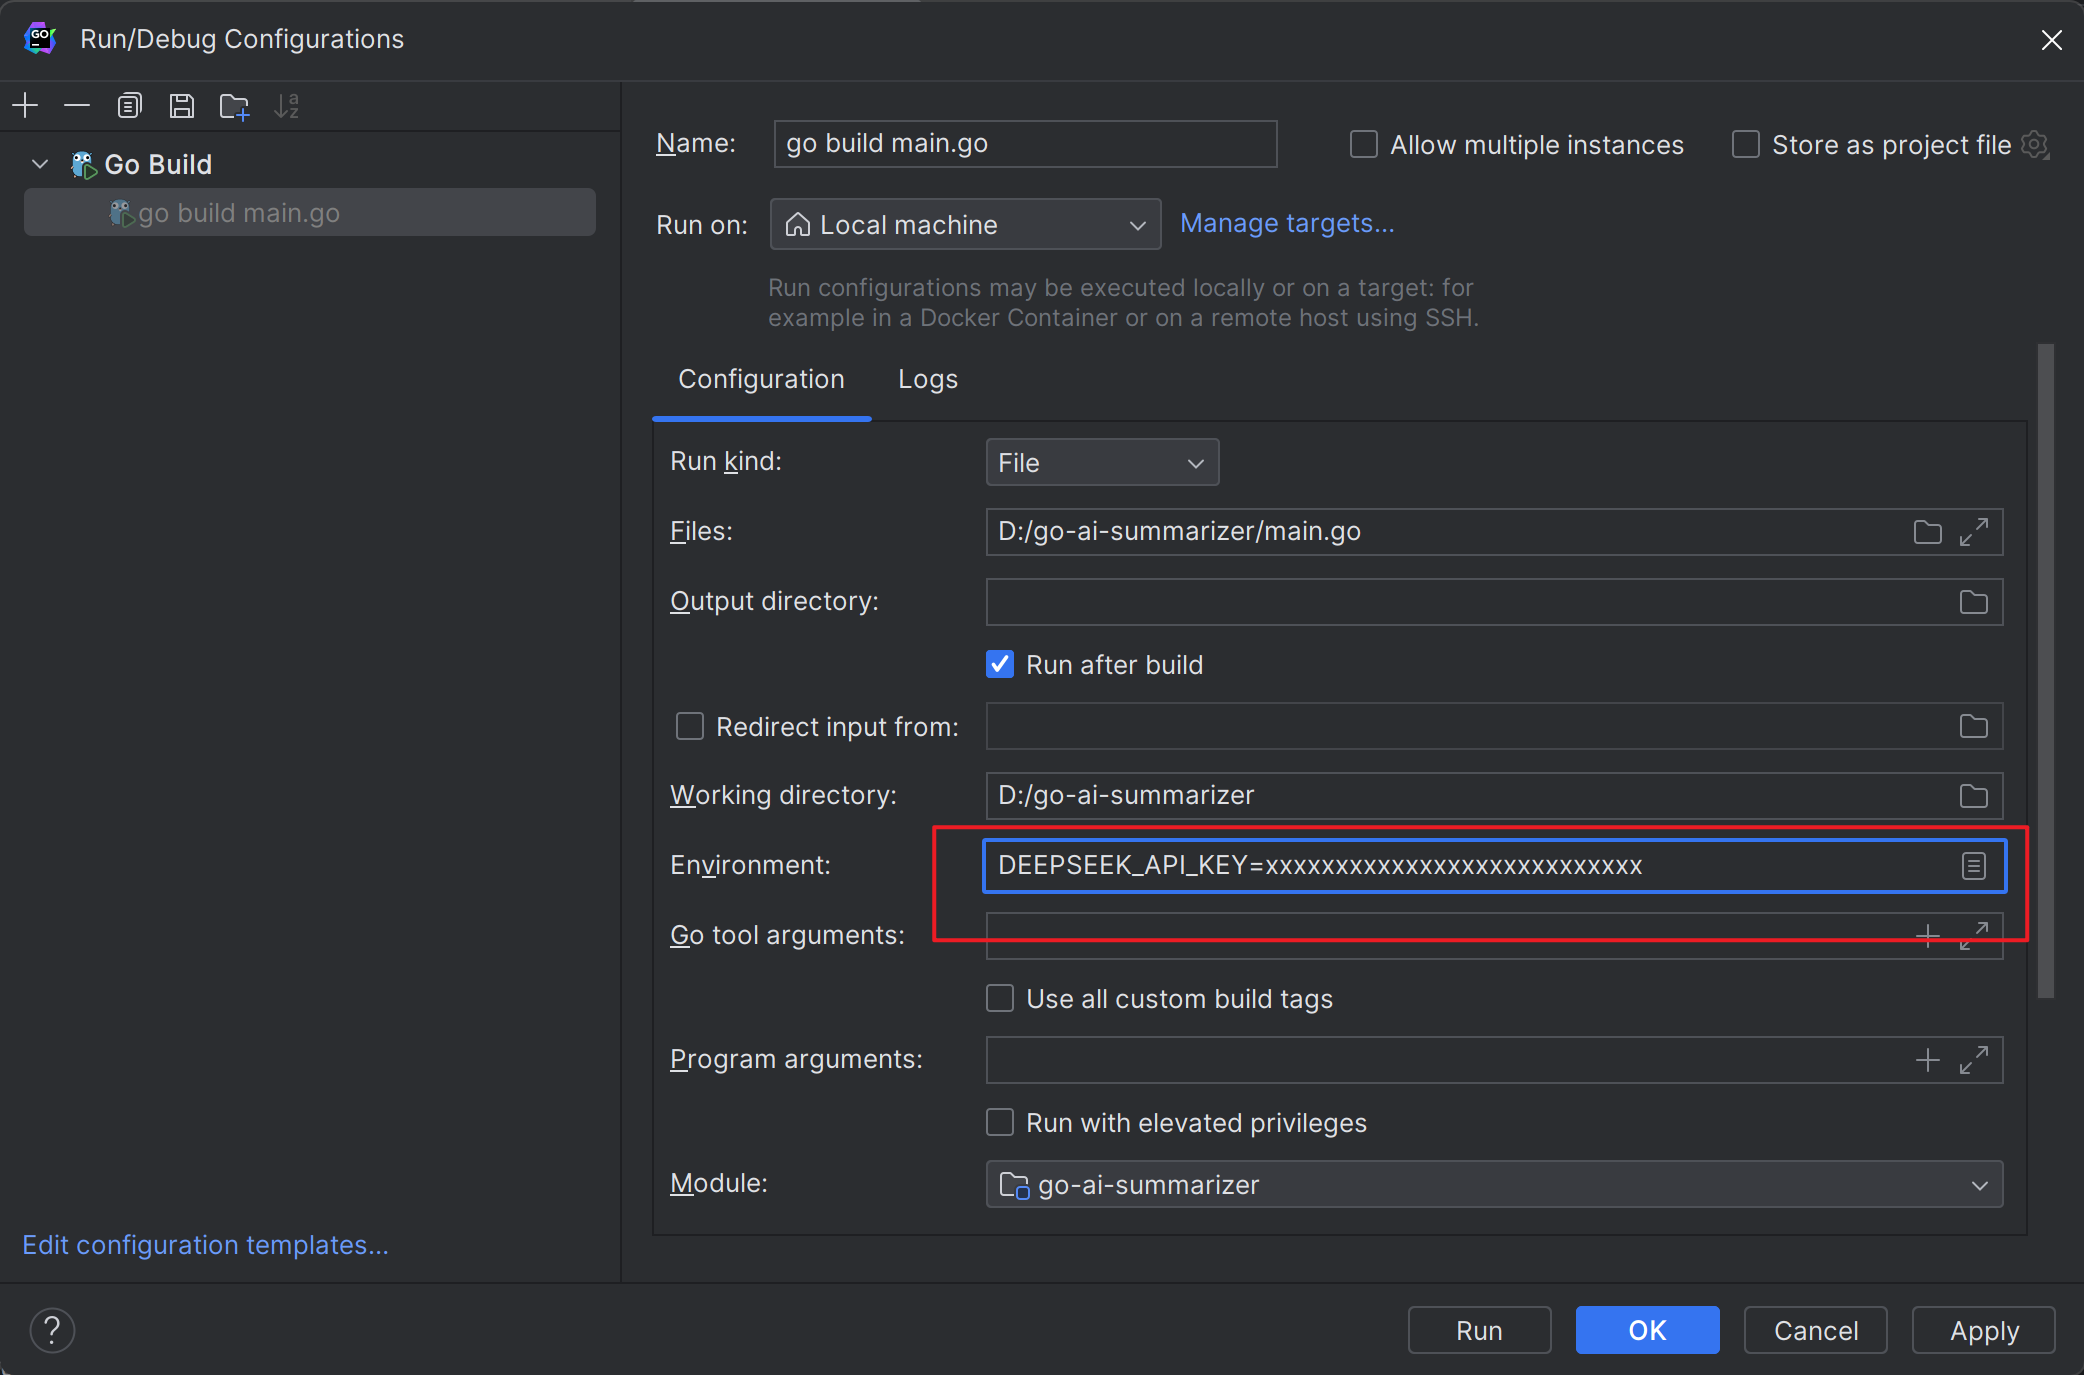 GO
Run/Debug Configurations
Go Build
go build main.go
Edit configuration templates...
Name: go build main.go
Allow multiple instances
Store as project file
Run on: Local machine
Manage targets...
Run configurations may be executed locally or on a target: for
example in a Docker Container or on a remote host using SSH.
Configuration Logs
Run kind: File
Files: D:/go-ai-summarizer/main.go
Output directory:
Run after build
Redirect input from:
Working directory: D:/go-ai-summarizer
Environment: DEEPSEEK_API_KEY=xxxxxxxxxxxxxxxxxxxxxxxxxxx
Go tool arguments:
Use all custom build tags
Program arguments:
Run with elevated privileges
Module: go-ai-summarizer
? Run OK Cancel Apply